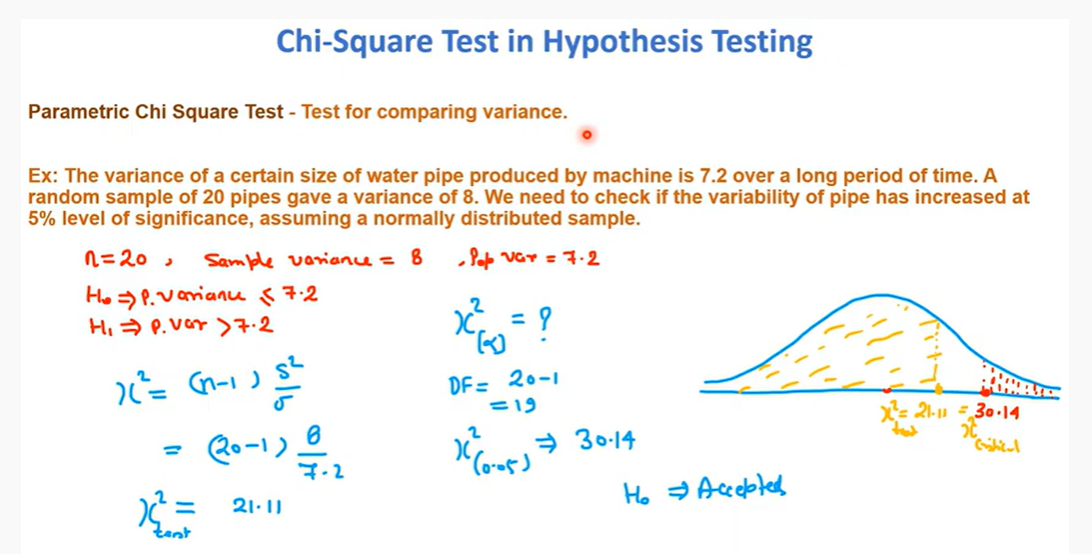 Chi-Square Test in Hypothesis Testing
Parametric Chi Square Test - Test for comparing variance.
Ex: The variance of a certain size of water pipe produced by machine is 7.2 over a long period of time. A
random sample of 20 pipes gave a variance of 8. We need to check if the variability of pipe has increased at
5% level of significance, assuming a normally distributed sample.
n=20, Sample variance = 8, Pop var = 7.2
H₀ ⇒ P.variance ≤ 7.2
H₁ ⇒ P.var > 7.2
χ² = (n-1) s²/σ
= (20-1) 8/7.2
χ²test = 21.11
χ²(α) = ?
DF = 20-1
= 19
χ²(0.05) ⇒ 30.14
χ²test = 21.11 = 30.14
χ²critical
H₀ ⇒ Accepted